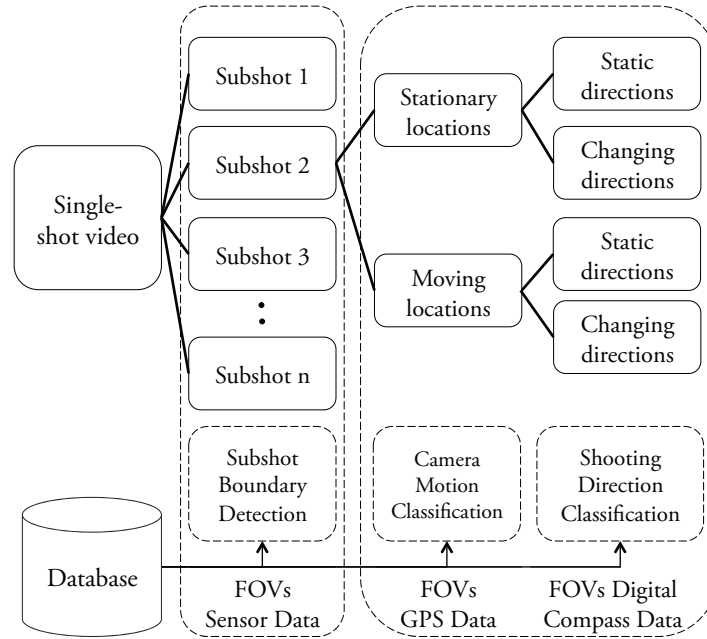 Single-
shot video
Subshot 1
Subshot 2
Subshot 3
Subshot n
Stationary
locations
Moving
locations
Static
directions
Changing
directions
Static
directions
Changing
directions
Subshot
Boundary
Detection
Camera
Motion
Classification
Shooting
Direction
Classification
Database
FOVs
Sensor Data
FOVs
GPS Data
FOVs Digital
Compass Data